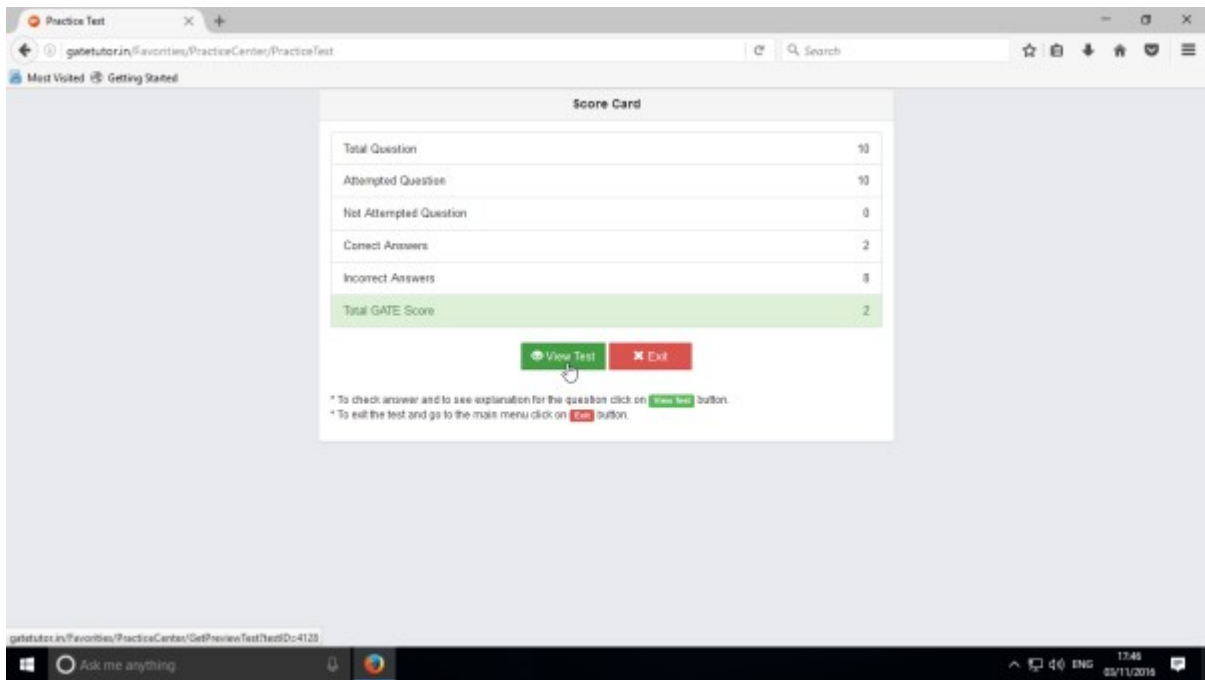 Practice Test
gatetutor.in/Favorities/PracticeCenter/PracticeTest
Search
Most Visited Getting Started
Score Card
Total Question 10
Attempted Question 10
Not Attempted Question 0
Correct Answers 2
Incorrect Answers 8
Total GATE Score 2
View Test Exit
* To check answer and to see explanation for the question click on View Test button.
* To exit the test and go to the main menu click on Exit button.
gatetutor.in/Favorities/PracticeCenter/GetPreviewTest?testID=4128
Ask me anything
ENG
17:46
03/11/2016